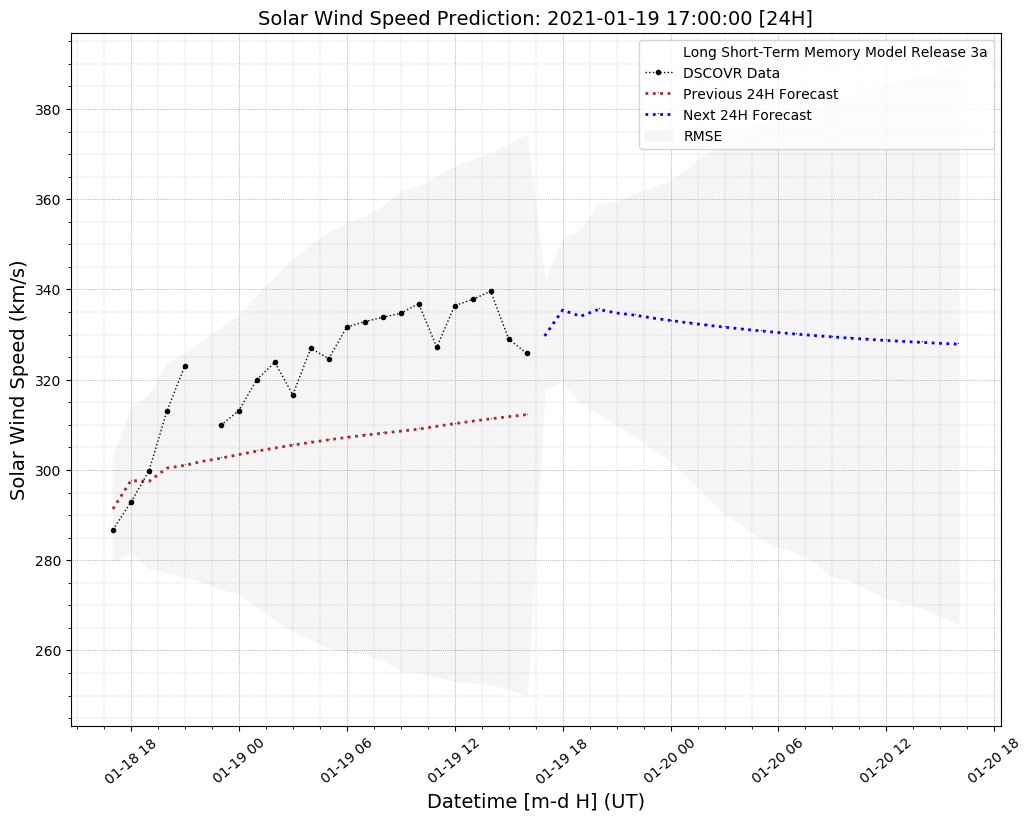 Solar Wind Speed Prediction: 2021-01-19 17:00:00 [24H]
Long Short-Term Memory Model Release 3a
DSCOVR Data
Previous 24H Forecast
Next 24H Forecast
RMSE
Solar Wind Speed (km/s)
380
360
340
320
300
280
260
01-18 18
01-19 00
01-19 06
01-19 12
01-19 18
01-20 00
01-20 06
01-20 12
01-20 18
Datetime [m-d H] (UT)